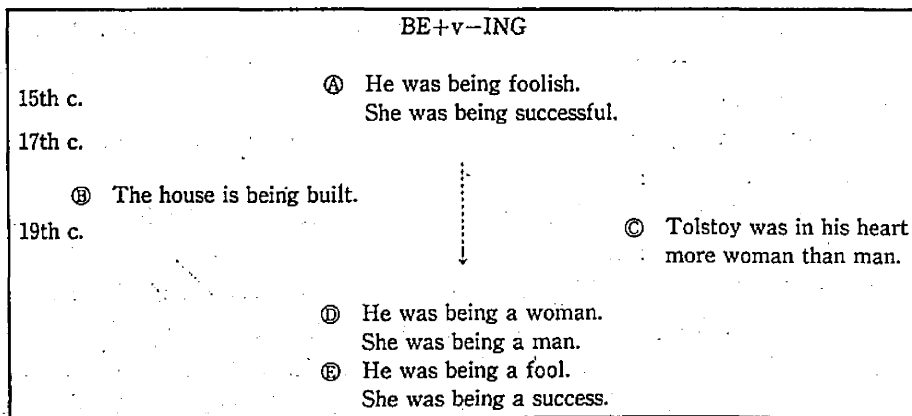 BE+v-ING
15th c.
Ⓐ He was being foolish.
She was being successful.
17th c.
Ⓑ The house is being built.
19th c.
Ⓒ Tolstoy was in his heart
more woman than man.
Ⓓ He was being a woman.
She was being a man.
Ⓔ He was being a fool.
She was being a success.